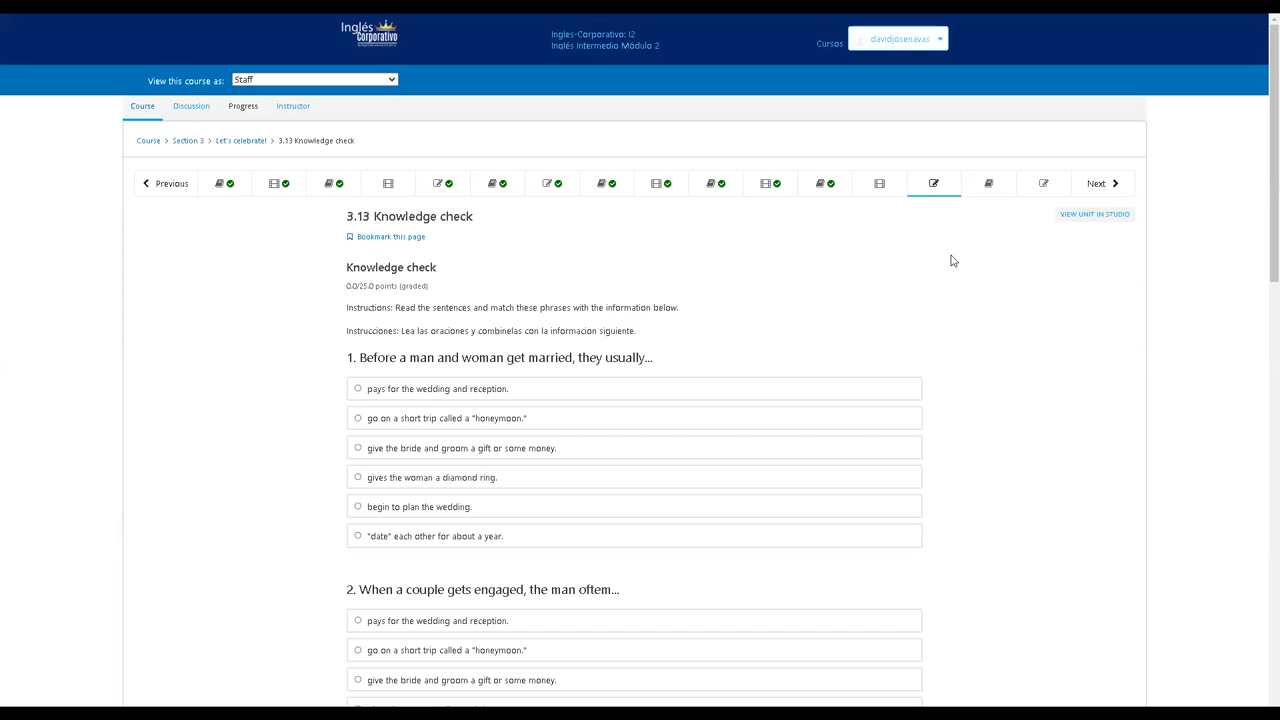 Inglés
Corporativo
Ingles-Corporativo: I2
Inglés Intermedio Módulo 2
Cursos
davidjosenavas
View this course as:
Staff
Course
Discussion
Progress
Instructor
Course > Section 3 > Let's celebrate! > 3.13 Knowledge check
Previous
Next
3.13 Knowledge check
VIEW UNIT IN STUDIO
Bookmark this page
Knowledge check
0.0/25.0 points (graded)
Instructions: Read the sentences and match these phrases with the information below.
Instrucciones: Lea las oraciones y combinelas con la informacion siguiente.
1. Before a man and woman get married, they usually...
pays for the wedding and reception.
go on a short trip called a "honeymoon."
give the bride and groom a gift or some money.
gives the woman a diamond ring.
begin to plan the wedding.
"date" each other for about a year.
2. When a couple gets engaged, the man oftem...
pays for the wedding and reception.
go on a short trip called a "honeymoon."
give the bride and groom a gift or some money.